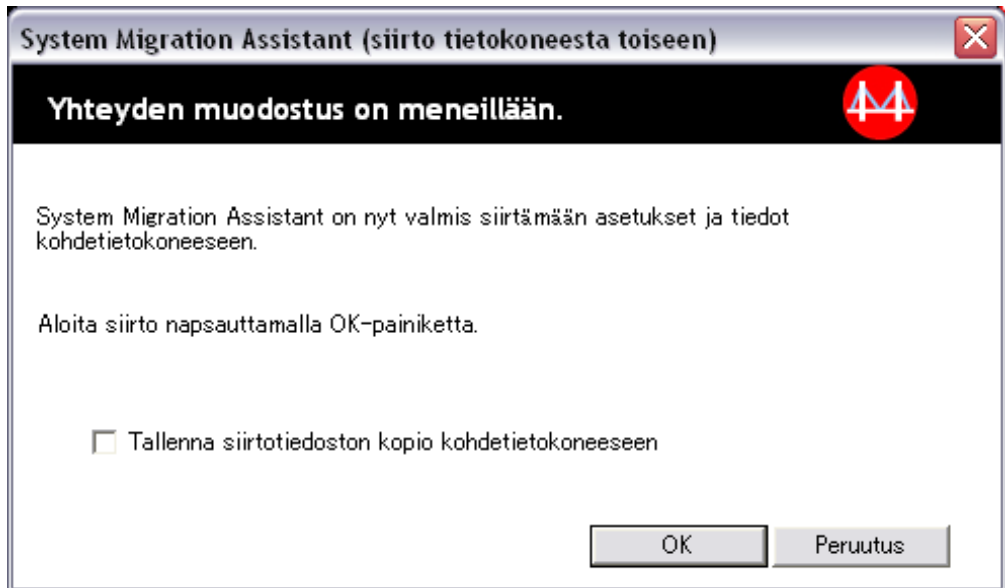 System Migration Assistant (siirto tietokoneesta toiseen)
Yhteyden muodostus on meneillään.
System Migration Assistant on nyt valmis siirtämään asetukset ja tiedot
kohdetietokoneeseen.
Aloita siirto napsauttamalla OK-painiketta.
Tallenna siirtotiedoston kopio kohdetietokoneeseen
OK
Peruutus